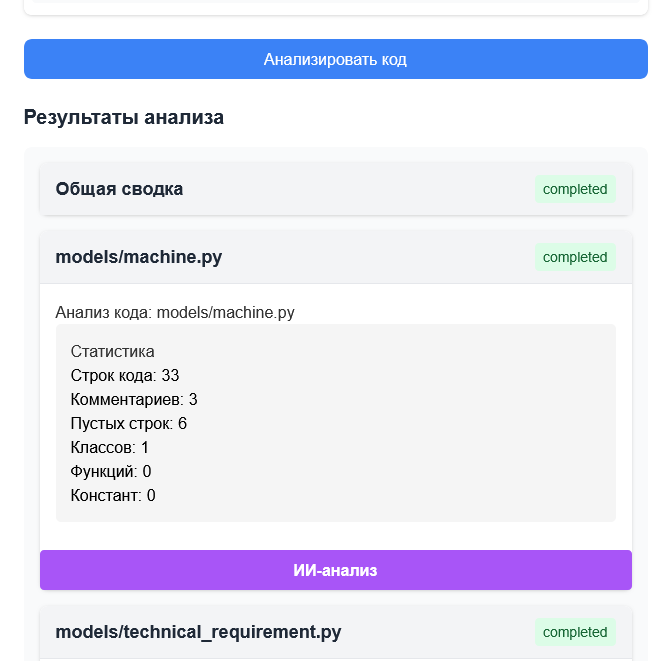 Анализировать код
Результаты анализа
Общая сводка completed
models/machine.py completed
Анализ кода: models/machine.py
Статистика
Строк кода: 33
Комментариев: 3
Пустых строк: 6
Классов: 1
Функций: 0
Констант: 0
ИИ-анализ
models/technical_requirement.py completed